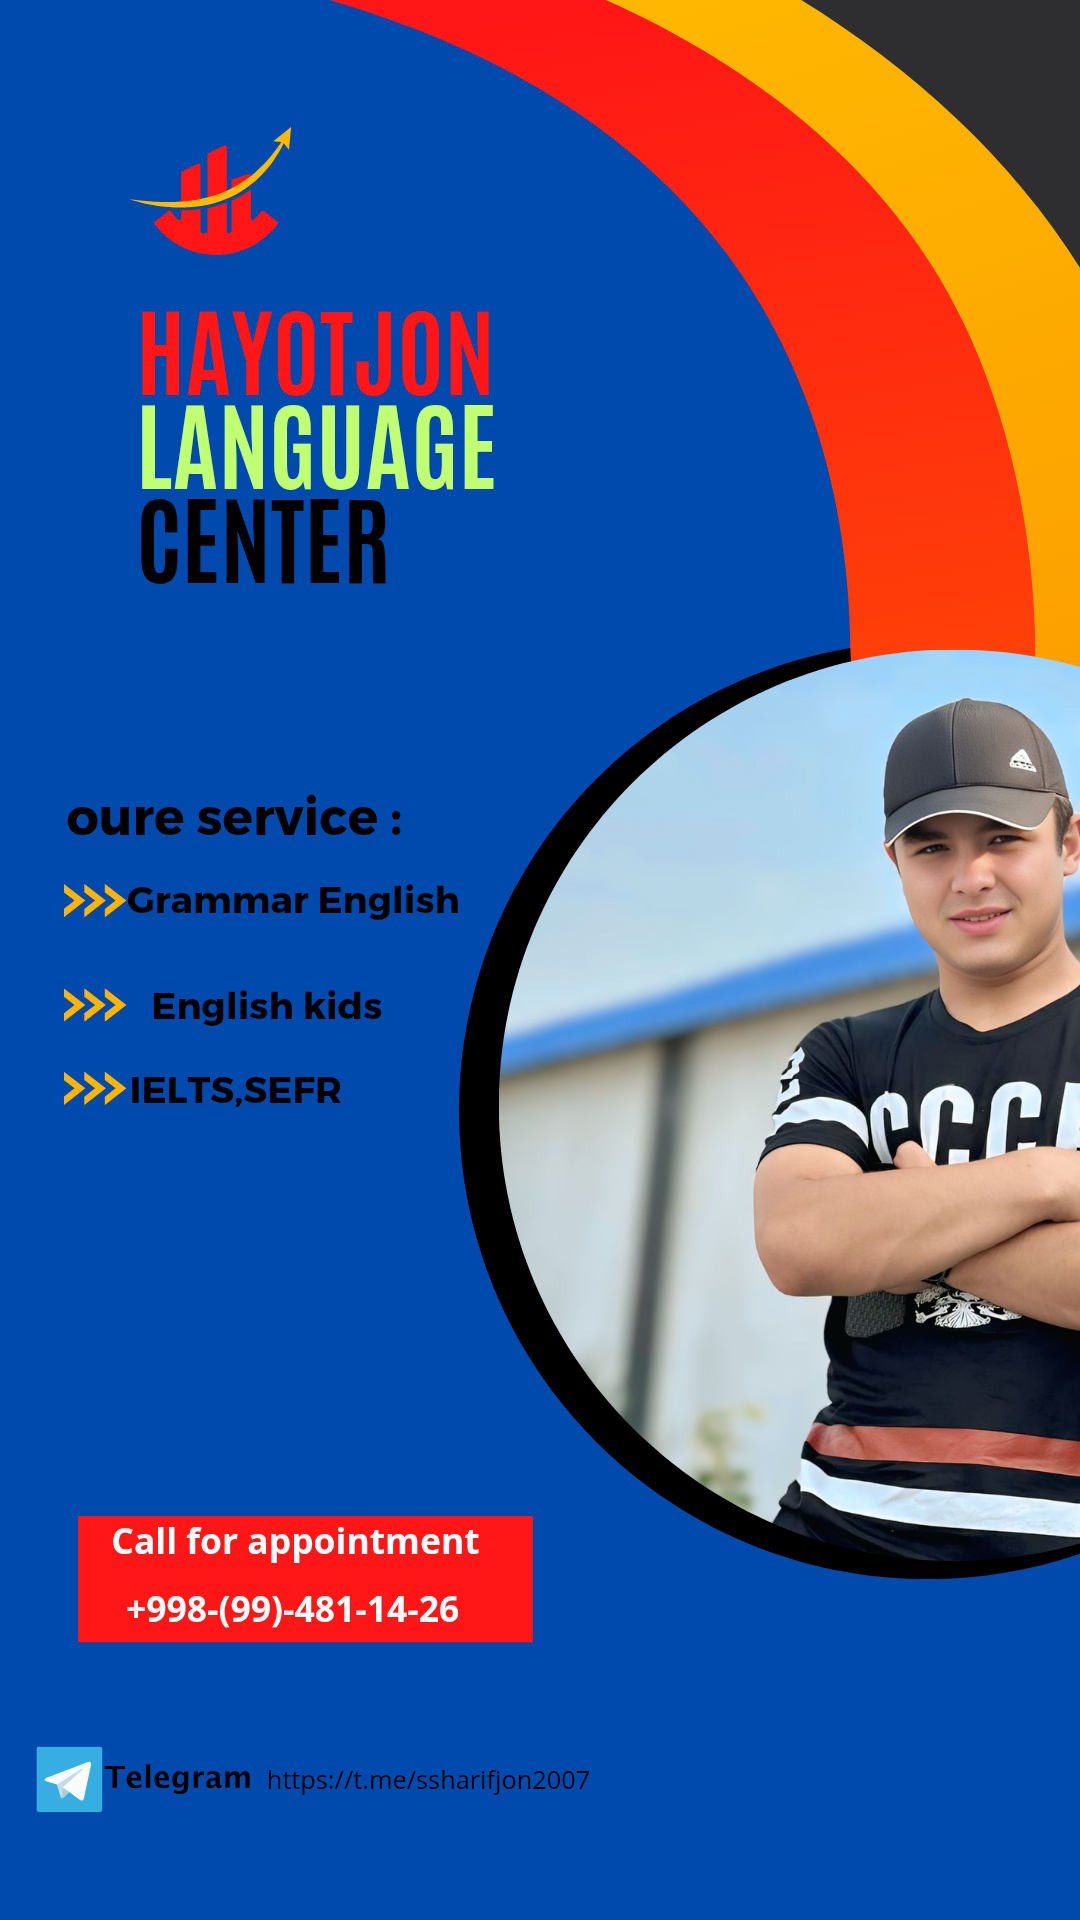 HAYOTJON
LANGUAGE
CENTER
oure service :
Grammar English
English kids
IELTS,SEFR
Call for appointment
+998-(99)-481-14-26
Telegram https://t.me/ssharifjon2007